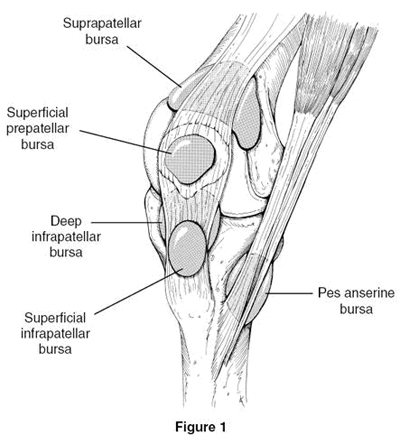 Suprapatellar
bursa
Superficial
prepatellar
bursa
Deep
infrapatellar
bursa
Superficial
infrapatellar
bursa
Pes anserine
bursa
Figure 1